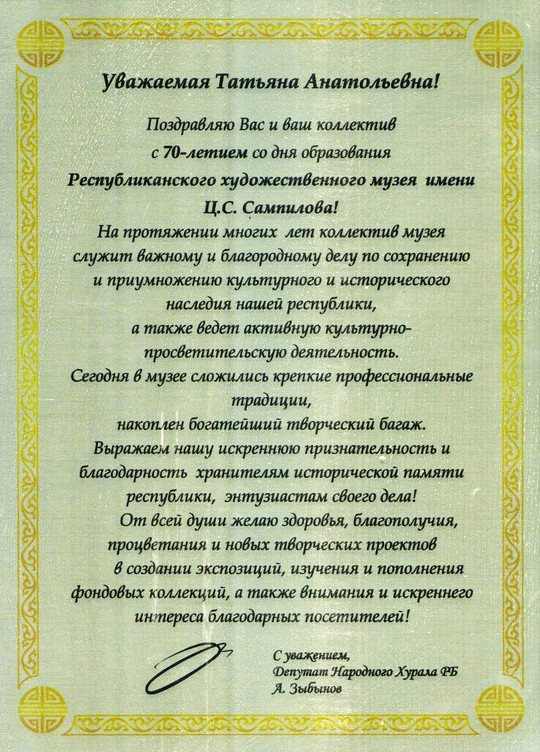 Уважаемая Татьяна Анатольевна!
Поздравляю Вас и ваш коллектив
с 70-летием со дня образования
Республиканского художественного музея имени
Ц.С. Сампилова!
На протяжении многих лет коллектив музея
служит важному и благородному делу по сохранению
и приумножению культурного и исторического
наследия нашей республики,
а также ведет активную культурно-
просветительскую деятельность.
Сегодня в музее сложились крепкие профессиональные
традиции,
накоплен богатейший творческий багаж.
Выражаем нашу искреннюю признательность и
благодарность хранителям исторической памяти
республики, энтузиастам своего дела!
От всей души желаю здоровья, благополучия,
процветания и новых творческих проектов
в создании экспозиций, изучения и пополнения
фондовых коллекций, а также внимания и искреннего
интереса благодарных посетителей!
С уважением,
Депутат Народного Хурала РБ
А. Зыбынов